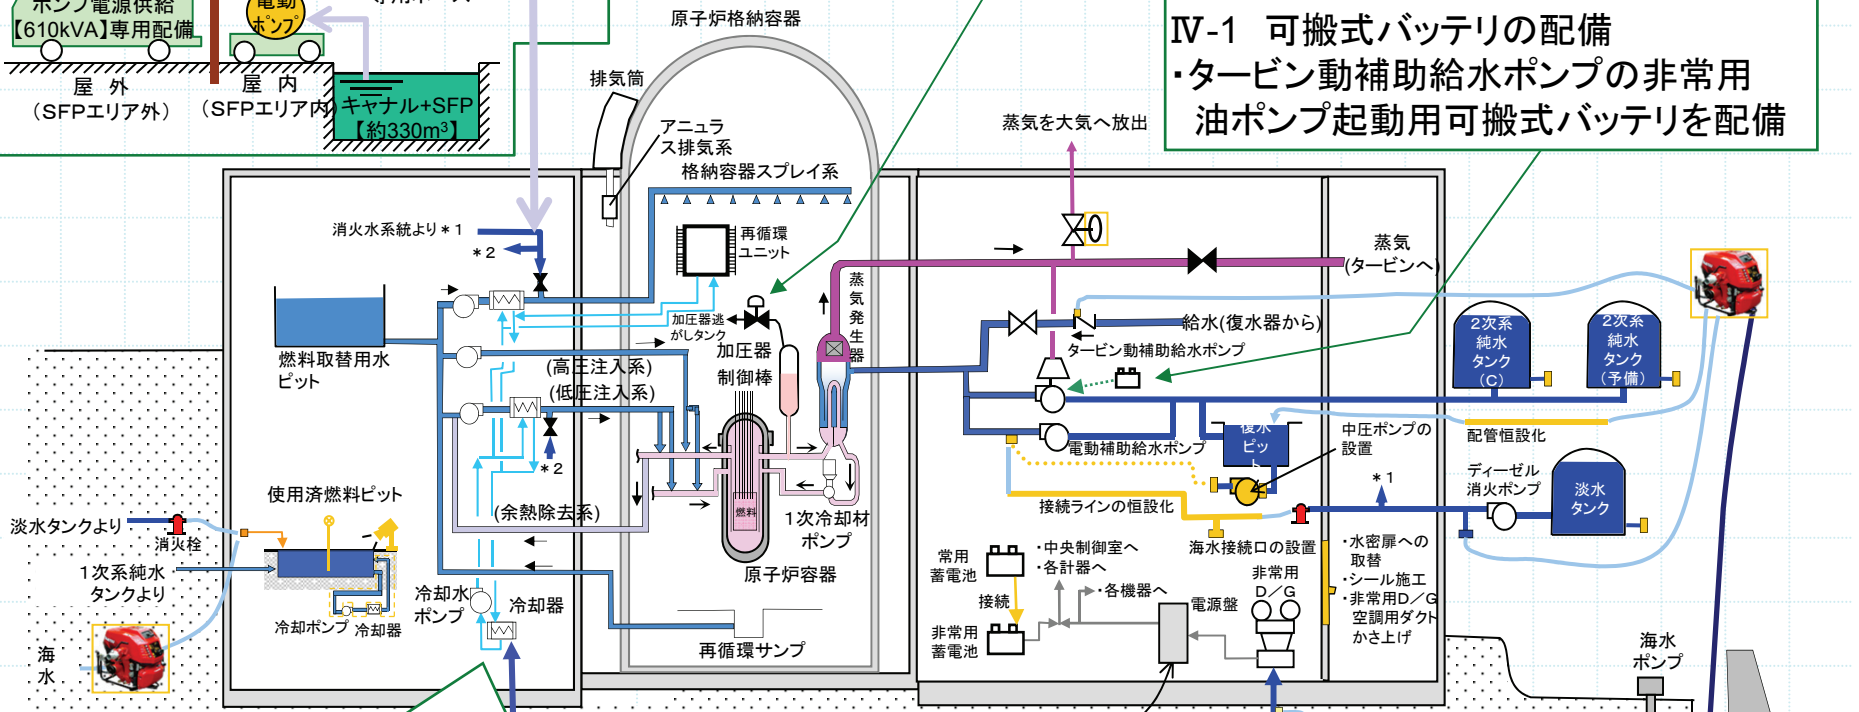 ポンプ電源供給
【610kVA】専用配備
電動
ポンプ
屋 外
(SFPエリア外)
屋 内
(SFPエリア内)
キャナル+SFP
【約330m³】
原子炉格納容器
排気筒
アニュラ
ス排気系
格納容器スプレイ系
Ⅳ-1 可搬式バッテリの配備
・タービン動補助給水ポンプの非常用
油ポンプ起動用可搬式バッテリを配備
蒸気を大気へ放出
消火水系統より*1
*2
再循環
ユニット
蒸気
(タービンへ)
蒸気発生器
加圧器逃
がしタンク
加圧器
制御棒
給水(復水器から)
タービン動補助給水ポンプ
2次系
純水
タンク
(C)
2次系
純水
タンク
(予備)
燃料取替用水
ピット
(高圧注入系)
(低圧注入系)
*2
電動補助給水ポンプ
復水
ピッ
ト
中圧ポンプの
設置
配管恒設化
*1
ディーゼル
消火ポンプ
淡水
タンク
使用済燃料ピット
淡水タンクより
消火栓
(余熱除去系)
燃料
1次冷却材
ポンプ
接続ラインの恒設化
海水接続口の設置
1次系純水
タンクより
冷却ポンプ
冷却器
冷却水
ポンプ
冷却器
原子炉容器
再循環サンプ
常用
蓄電池
・中央制御室へ
・各計器へ
接続
・各機器へ
非常用
蓄電池
電源盤
非常用
D/G
・水密扉への
取替
・シール施工
・非常用D/G
空調用ダクト
かさ上げ
海
水
海水
ポンプ